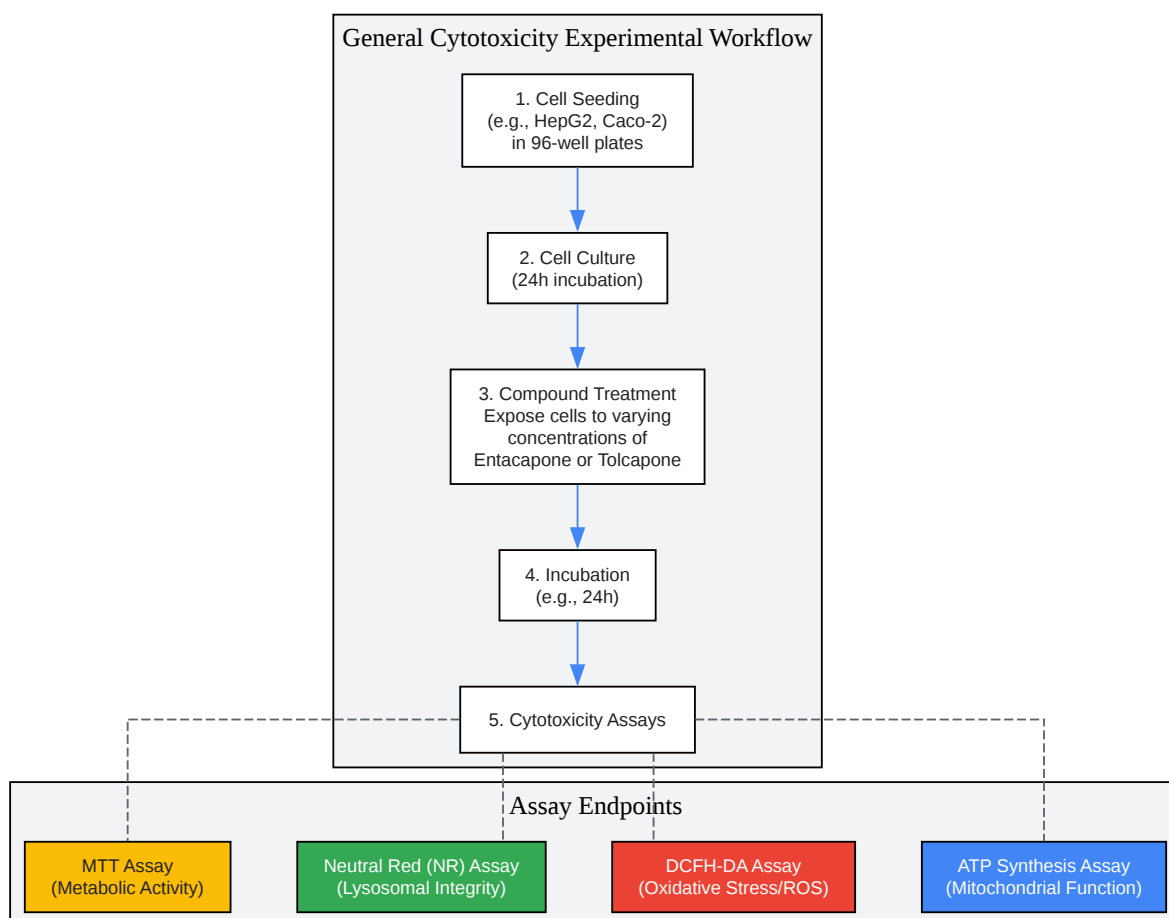 General Cytotoxicity Experimental Workflow
1. Cell Seeding
(e.g., HepG2, Caco-2)
in 96-well plates
2. Cell Culture
(24h incubation)
3. Compound Treatment
Expose cells to varying
concentrations of
Entacapone or Tolcapone
4. Incubation
(e.g., 24h)
5. Cytotoxicity Assays
Assay Endpoints
MTT Assay
(Metabolic Activity)
Neutral Red (NR) Assay
(Lysosomal Integrity)
DCFH-DA Assay
(Oxidative Stress/ROS)
ATP Synthesis Assay
(Mitochondrial Function)